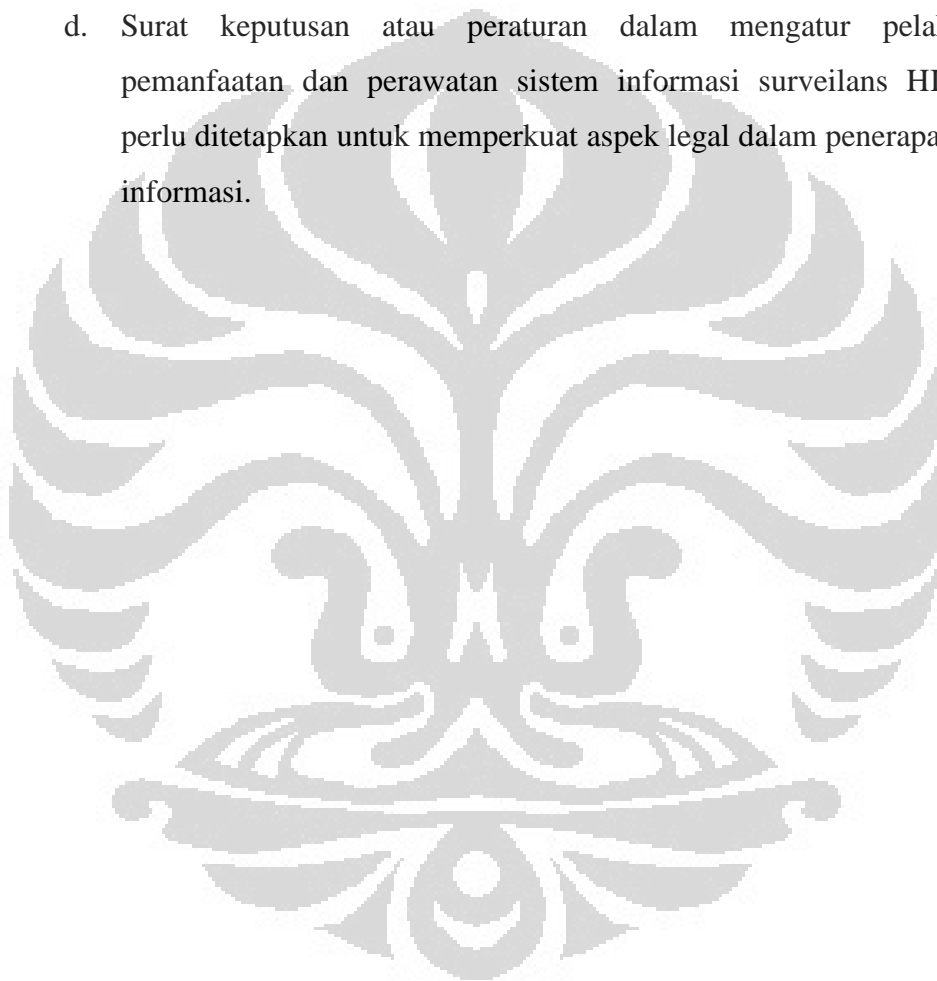 d. Surat keputusan atau peraturan dalam mengatur
pemanfaatan dan perawatan sistem informasi surveilans
perlu ditetapkan untuk memperkuat aspek legal dalam
informasi.